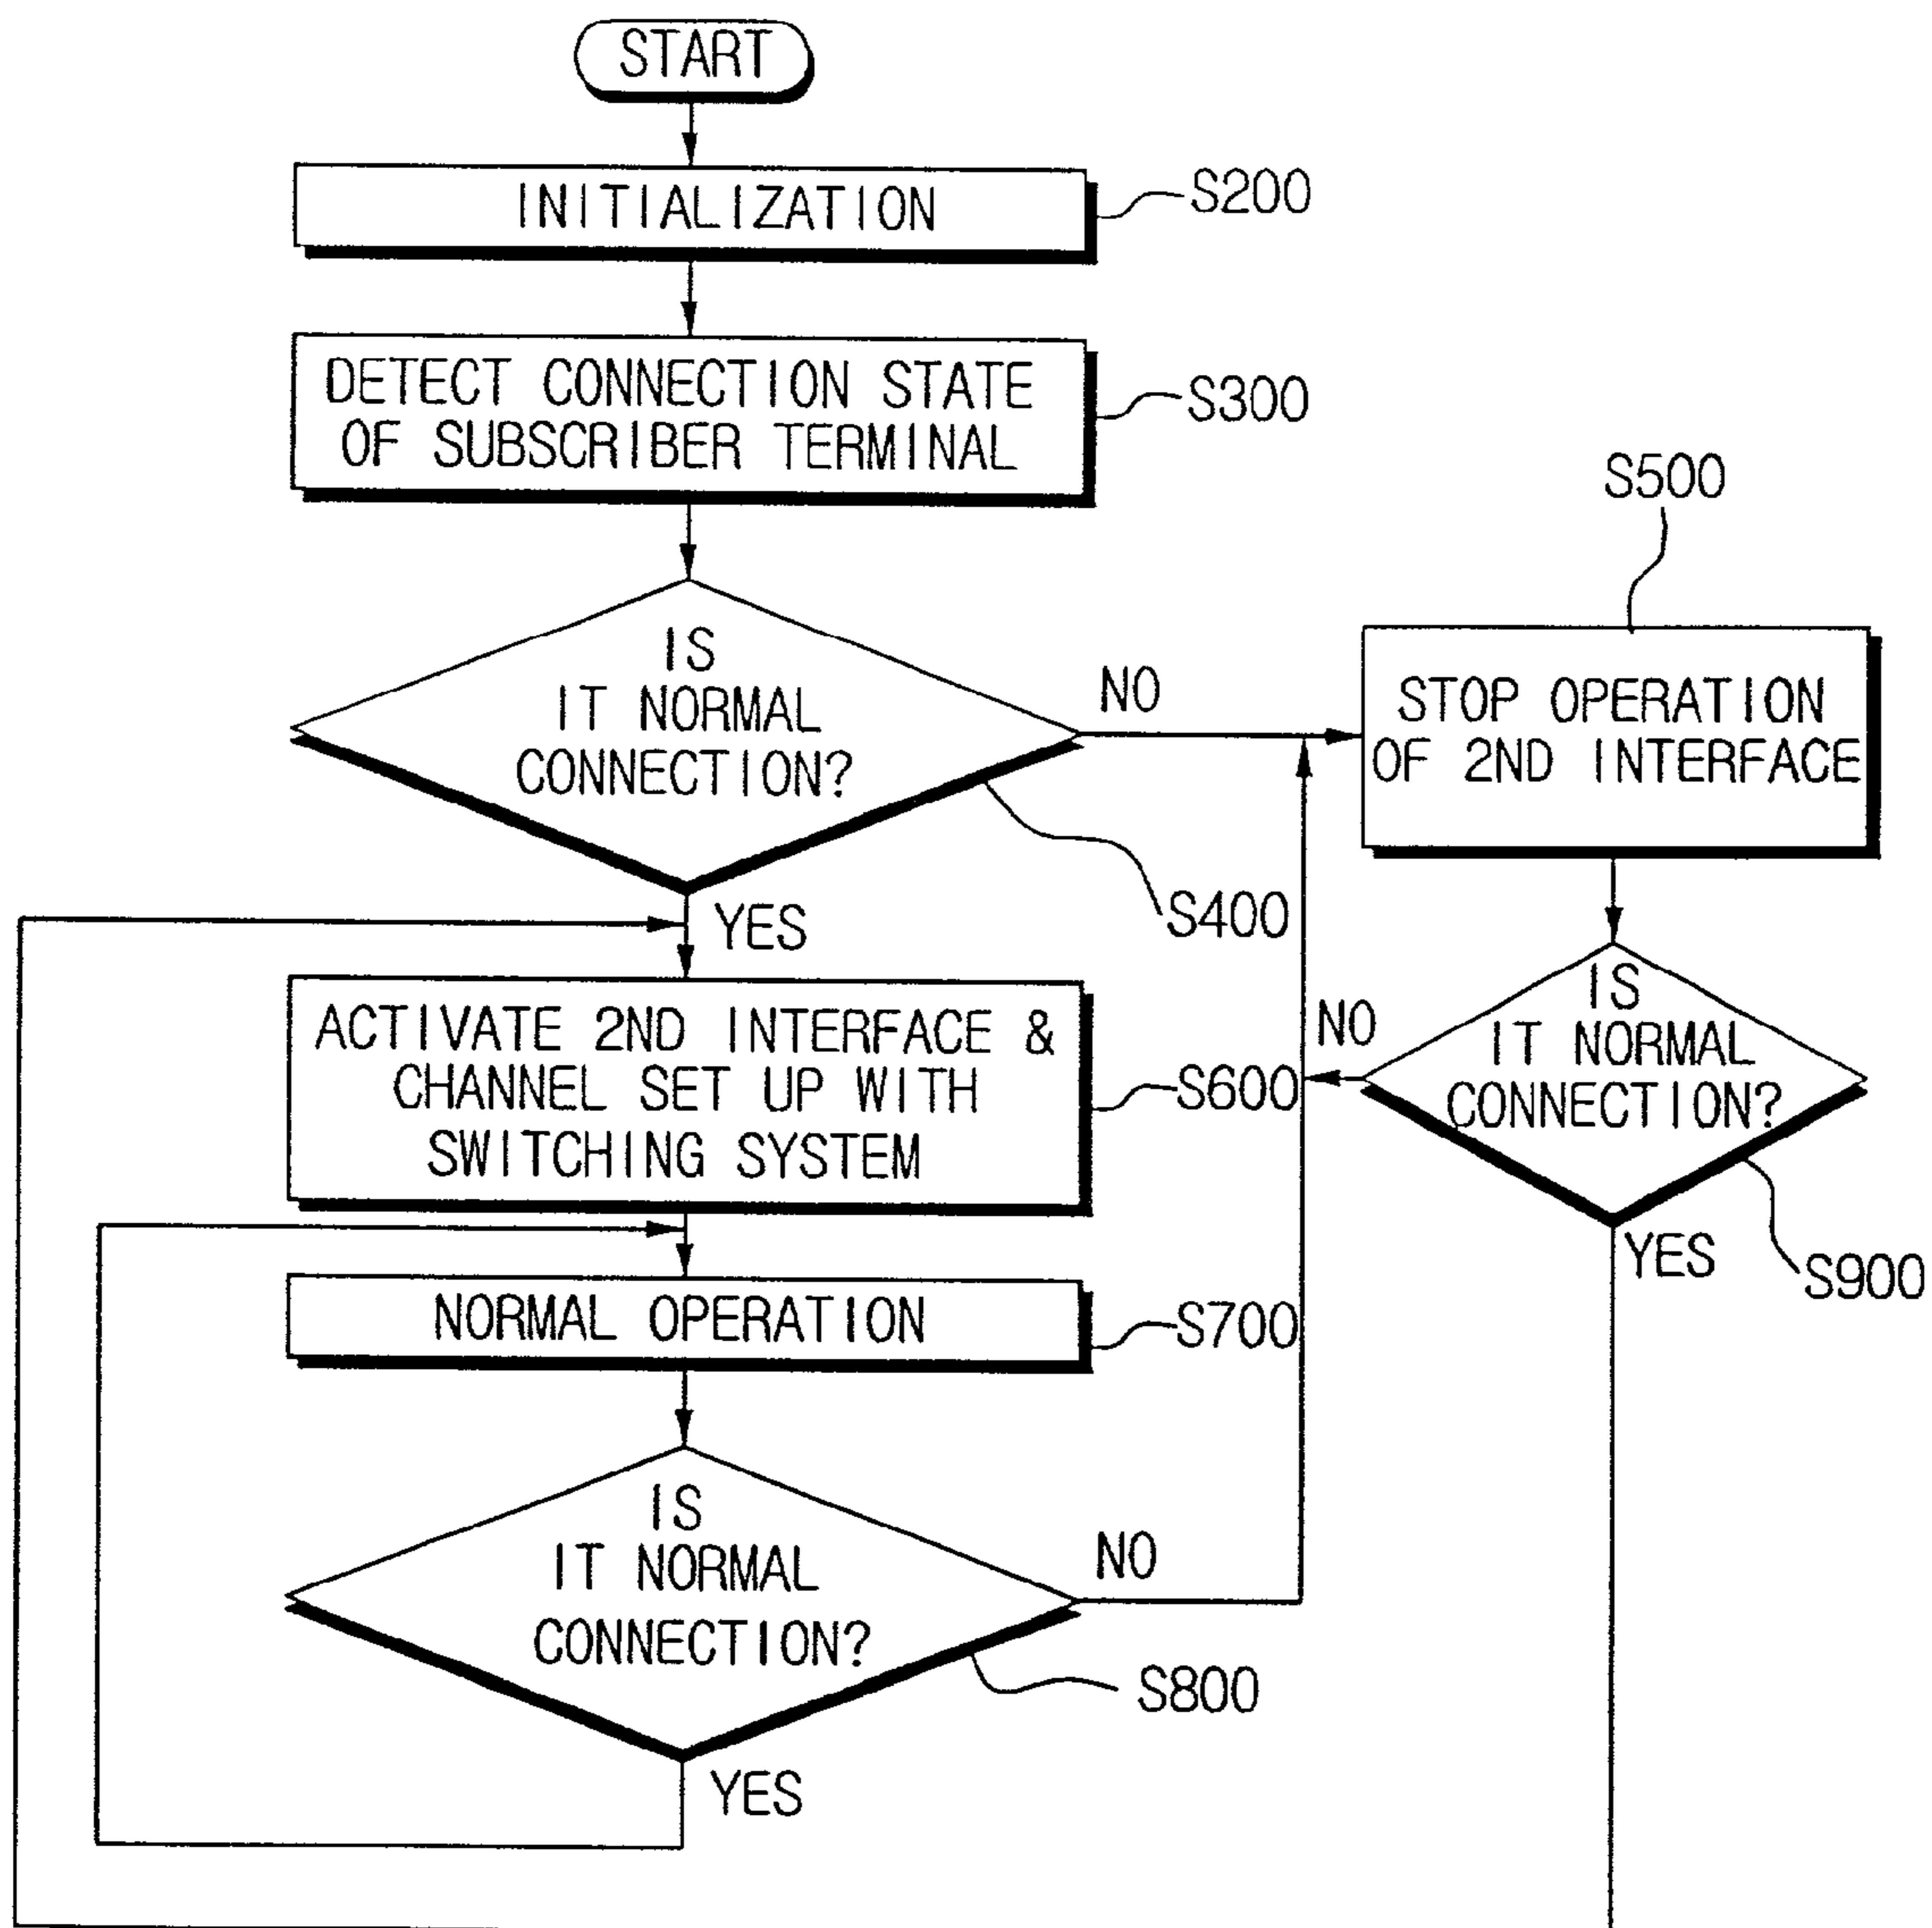 START
INITIALIZATION
S200
DETECT CONNECTION STATE
OF SUBSCRIBER TERMINAL
S300
IS
IT NORMAL
CONNECTION?
NO
S400
YES
S500
STOP OPERATION
OF 2ND INTERFACE
ACTIVATE 2ND INTERFACE &
CHANNEL SET UP WITH
SWITCHING SYSTEM
S600
NO
IS
IT NORMAL
CONNECTION?
YES
S900
NORMAL OPERATION
S700
IS
IT NORMAL
CONNECTION?
NO
S800
YES